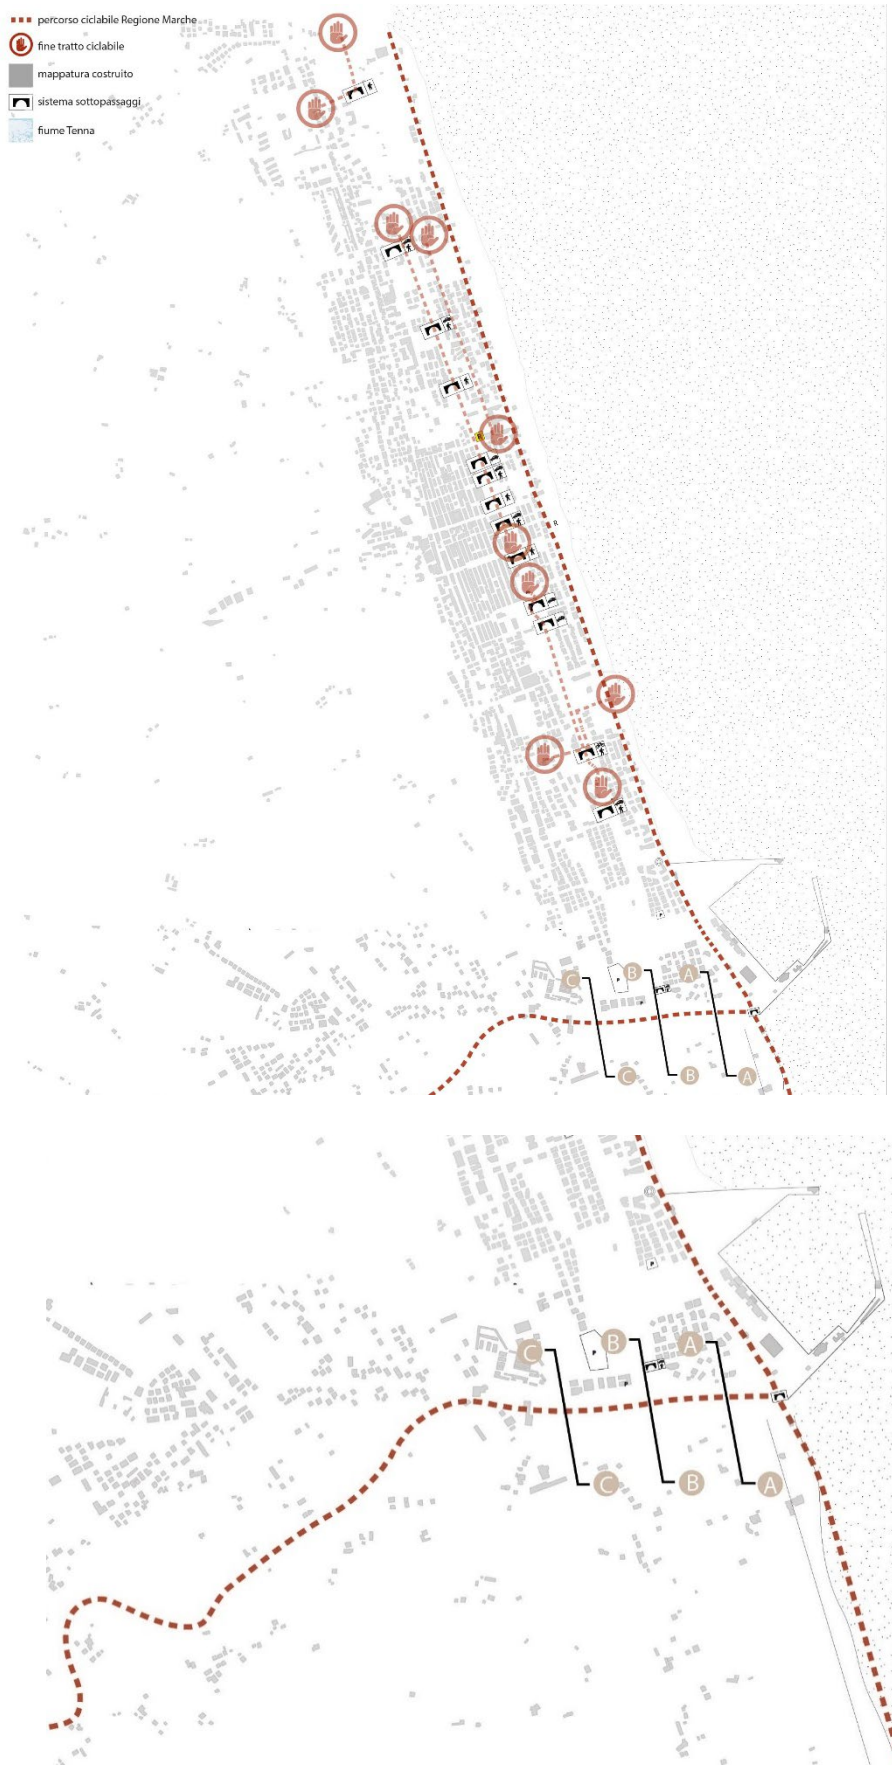 percorso ciclabile Regione Marche
fine tratto ciclabile
mappatura costruito
sistema sottopassaggi
fiume Tenna
R
P
C
B
A
P
P
C
B
A
P
C
B
A
P
P
C
B
A